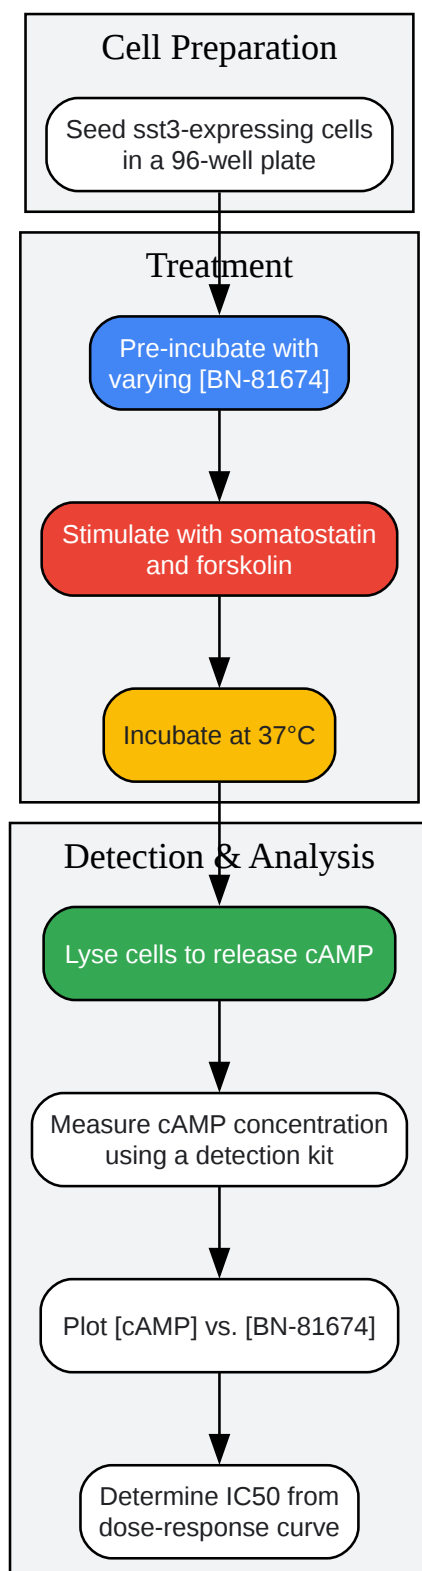 Cell Preparation
Seed sst3-expressing cells
in a 96-well plate
Treatment
Pre-incubate with
varying [BN-81674]
Stimulate with somatostatin
and forskolin
Incubate at 37°C
Detection & Analysis
Lyse cells to release cAMP
Measure cAMP concentration
using a detection kit
Plot [cAMP] vs. [BN-81674]
Determine IC50 from
dose-response curve